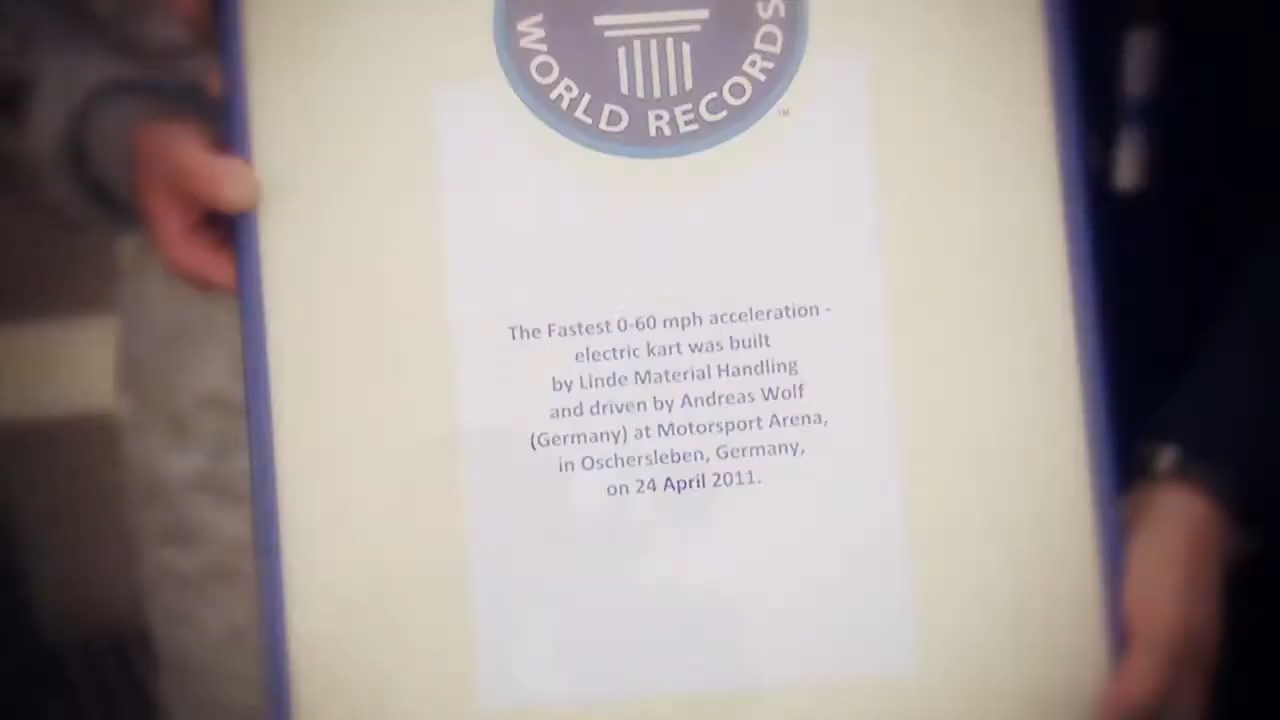 WORLD RECORDS
TM
The Fastest 0-60 mph acceleration -
electric kart was built
by Linde Material Handling
and driven by Andreas Wolf
(Germany) at Motorsport Arena,
in Oschersleben, Germany,
on 24 April 2011.